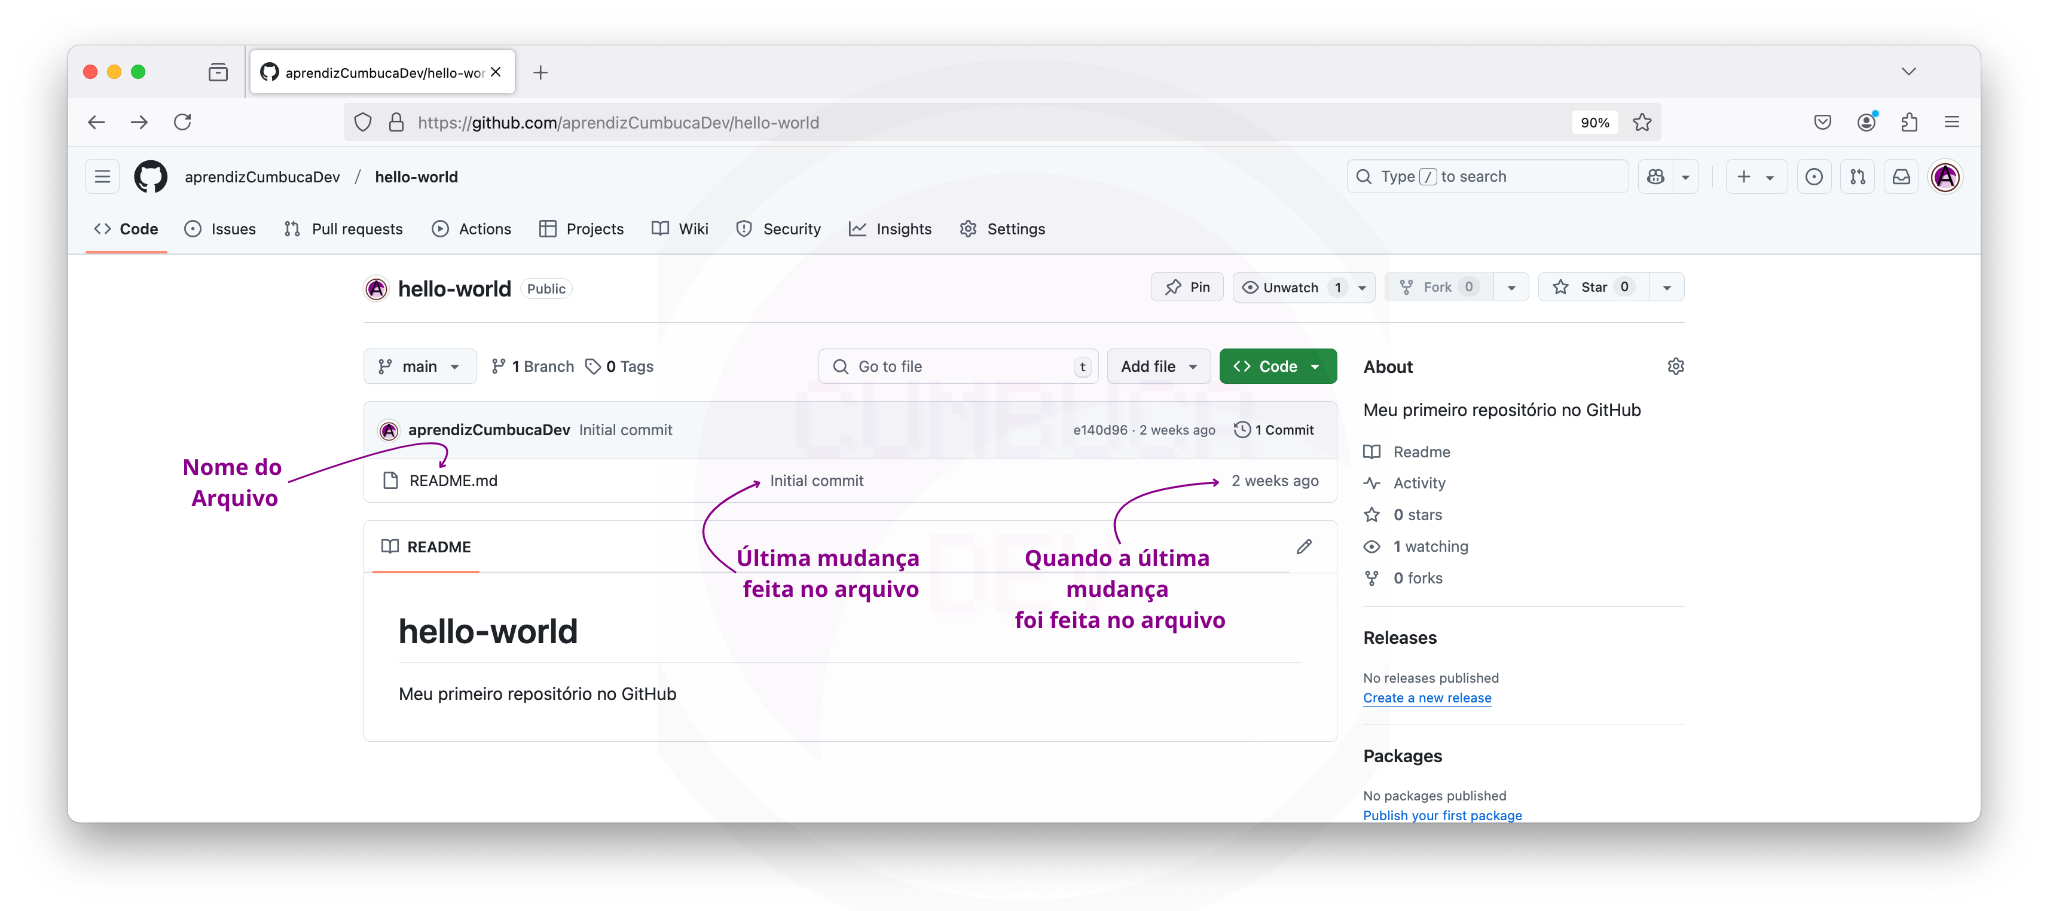 aprendizCumbucaDev/hello-wor
https://github.com/aprendizCumbucaDev/hello-world
90%
aprendizCumbucaDev / hello-world
Type / to search
Code
Issues
Pull requests
Actions
Projects
Wiki
Security
Insights
Settings
hello-world Public
Pin
Unwatch 1
Fork 0
Star 0
main
1 Branch
0 Tags
Go to file t
Add file
Code
aprendizCumbucaDev Initial commit
e140d96 · 2 weeks ago
1 Commit
README.md
Initial commit
2 weeks ago
Nome do
Arquivo
Última mudança
feita no arquivo
Quando a última
mudança
foi feita no arquivo
README
hello-world
Meu primeiro repositório no GitHub
About
Meu primeiro repositório no GitHub
Readme
Activity
0 stars
1 watching
0 forks
Releases
No releases published
Create a new release
Packages
No packages published
Publish your first package
CUMBUCA